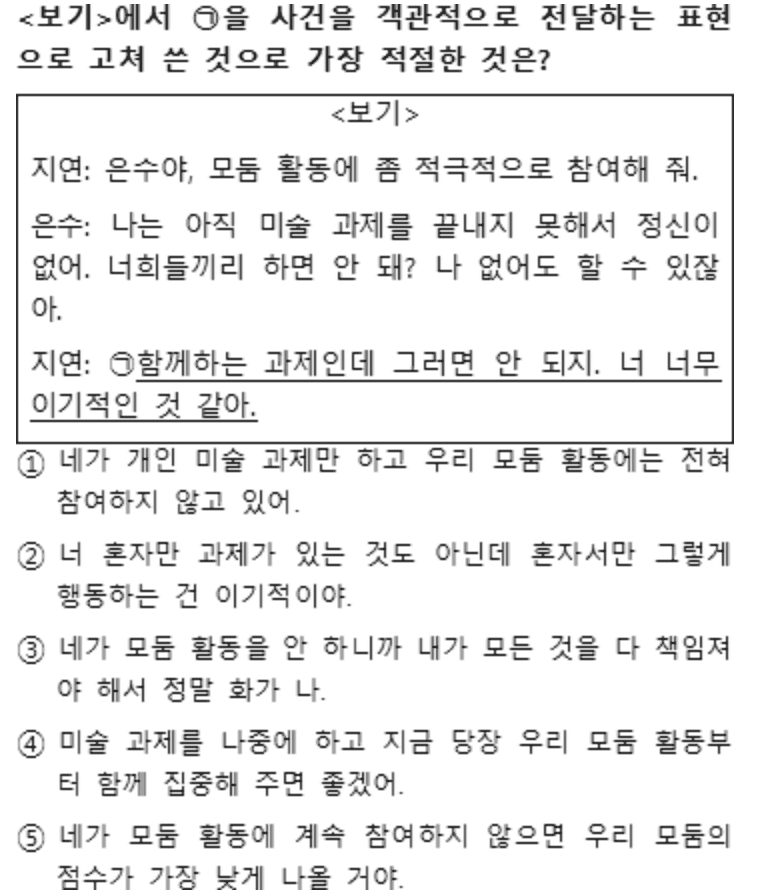 <보기>에서 ㉠을 사건을 객관적으로 전달하는 표현
으로 고쳐 쓴 것으로 가장 적절한 것은?
<보기>
지연: 은수야, 모둠 활동에 좀 적극적으로 참여해 줘.
은수: 나는 아직 미술 과제를 끝내지 못해서 정신이
없어. 너희들끼리 하면 안 돼? 나 없어도 할 수 있잖
아.
지연: ㉠함께하는 과제인데 그러면 안 되지. 너 너무
이기적인 것 같아.
① 네가 개인 미술 과제만 하고 우리 모둠 활동에는 전혀
참여하지 않고 있어.
② 너 혼자만 과제가 있는 것도 아닌데 혼자서만 그렇게
행동하는 건 이기적이야.
③ 네가 모둠 활동을 안 하니까 내가 모든 것을 다 책임져
야 해서 정말 화가 나.
④ 미술 과제를 나중에 하고 지금 당장 우리 모둠 활동부
터 함께 집중해 주면 좋겠어.
⑤ 네가 모둠 활동에 계속 참여하지 않으면 우리 모둠의
점수가 가장 낮게 나올 거야.